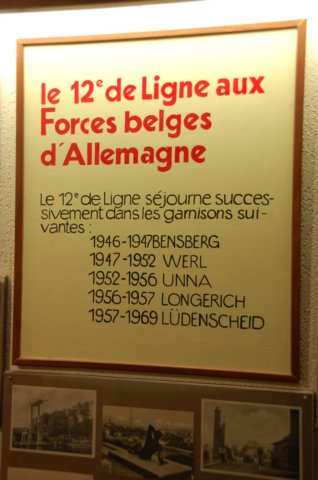 le 12e de Ligne aux
Forces belges
d'Allemagne
Le 12e de Ligne séjourne succes-
sivement dans les garnisons sui-
vantes :
1946-1947 BENSBERG
1947-1952 WERL
1952-1956 UNNA
1956-1957 LONGERICH
1957-1969 LÜDENSCHEID